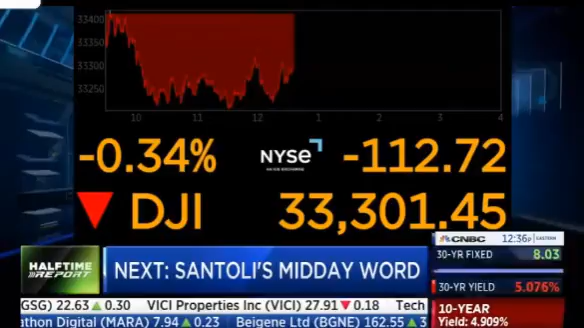 33400
33350
33300
33250
10 11 12 1 2 3 4
-0.34% NYSE -112.72
▼ DJI 33,301.45
CNBC 12:36P EASTERN
HALFTIME REPORT
NEXT: SANTOLI'S MIDDAY WORD
30-YR FIXED 8.03
30-YR YIELD 5.076%
10-YEAR
Yield: 4.909%
GSG) 22.63 ▲ 0.30 VICI Properties Inc (VICI) 27.91 ▼ 0.18 Tech
athon Digital (MARA) 7.94 ▲ 0.23 Beigene Ltd (BGNE) 162.55 ▲ 3